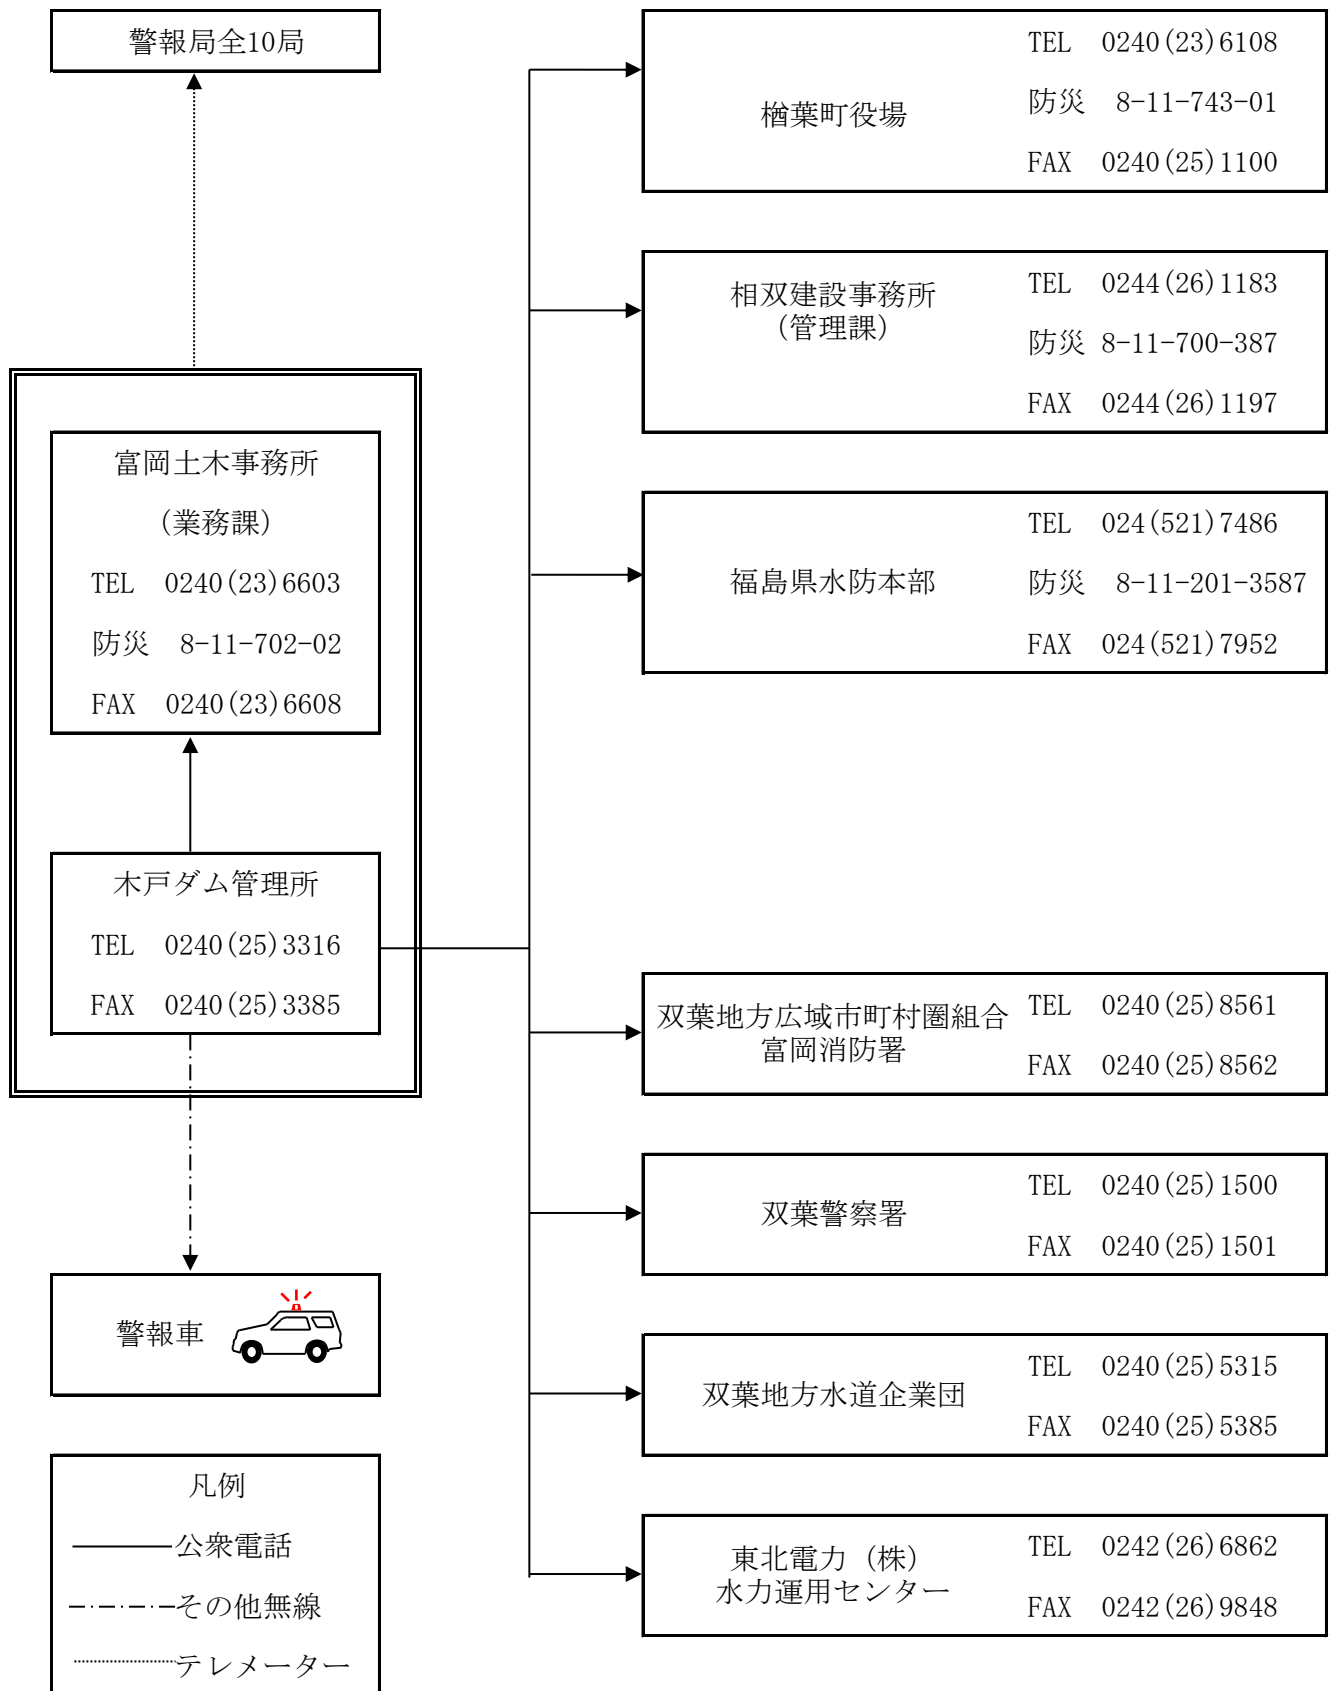 警報局全10局
富岡土木事務所
(業務課)
TEL 0240(23)6603
防災 8-11-702-02
FAX 0240(23)6608
木戸ダム管理所
TEL 0240(25)3316
FAX 0240(25)3385
警報車
凡例
公衆電話
その他無線
テレメーター
楢葉町役場
TEL 0240(23)6108
防災 8-11-743-01
FAX 0240(25)1100
相双建設事務所
(管理課)
TEL 0244(26)1183
防災 8-11-700-387
FAX 0244(26)1197
福島県水防本部
TEL 024(521)7486
防災 8-11-201-3587
FAX 024(521)7952
双葉地方広域市町村圏組合
富岡消防署
TEL 0240(25)8561
FAX 0240(25)8562
双葉警察署
TEL 0240(25)1500
FAX 0240(25)1501
双葉地方水道企業団
TEL 0240(25)5315
FAX 0240(25)5385
東北電力(株)
水力運用センター
TEL 0242(26)6862
FAX 0242(26)9848